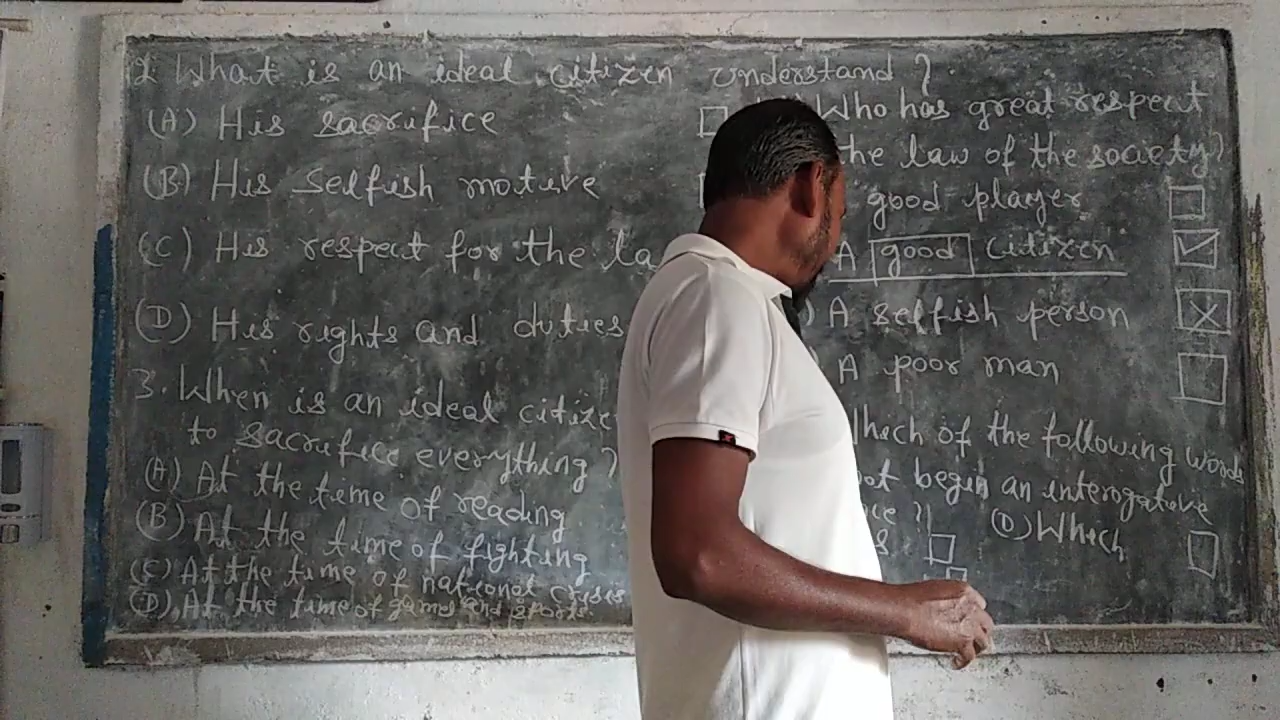 2. What is an ideal citizen understand?
(A) His sacrifice
(B) His selfish motive
(C) His respect for the
(D) His rights and duties
3. When is an ideal
to sacrifice everything?
(A) At the time of reading
(B) At the time of fighting
(C) At the time of national crises
(D) At the time of games and sports
Who has great respect
the law of the society?
good player
A good citizen
A selfish person
A poor man
of the following words
begin an interogative
?
(D) Which